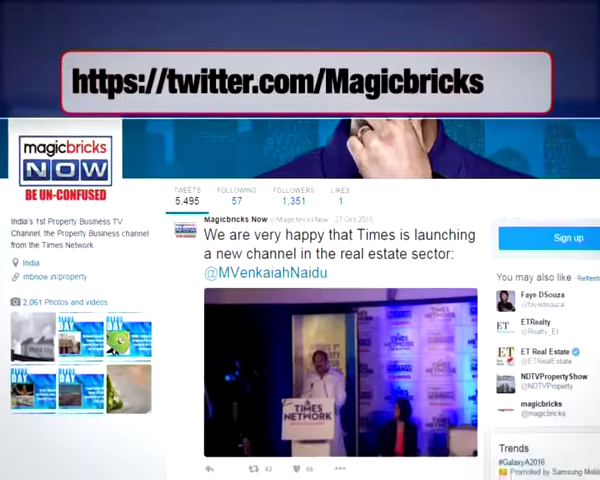 https://twitter.com/Magicbricks
magicbricks
NOW
BE UN-CONFUSED
TWEETS FOLLOWING FOLLOWERS LIKES
5,495 57 1,351 1
India's 1st Property Business TV
Channel, the Property Business channel
from the Times Network
India
mbnow.in/property
2,061 Photos and videos
Magicbricks Now @MagicbricksNow 27 Oct 2016
We are very happy that Times is launching
a new channel in the real estate sector:
@MVenkaiahNaidu
TIMES
NETWORK
Sign up
You may also like Refresh
Faye DSouza
@fayedsouza
ETRealty
@Realty_Et
ET Real Estate
@ETRealEstate
NDTVPropertyShow
@NDTVProperty
magicbricks
@magicbricks
Trends
#GalaxyA2016
Promoted by Samsung